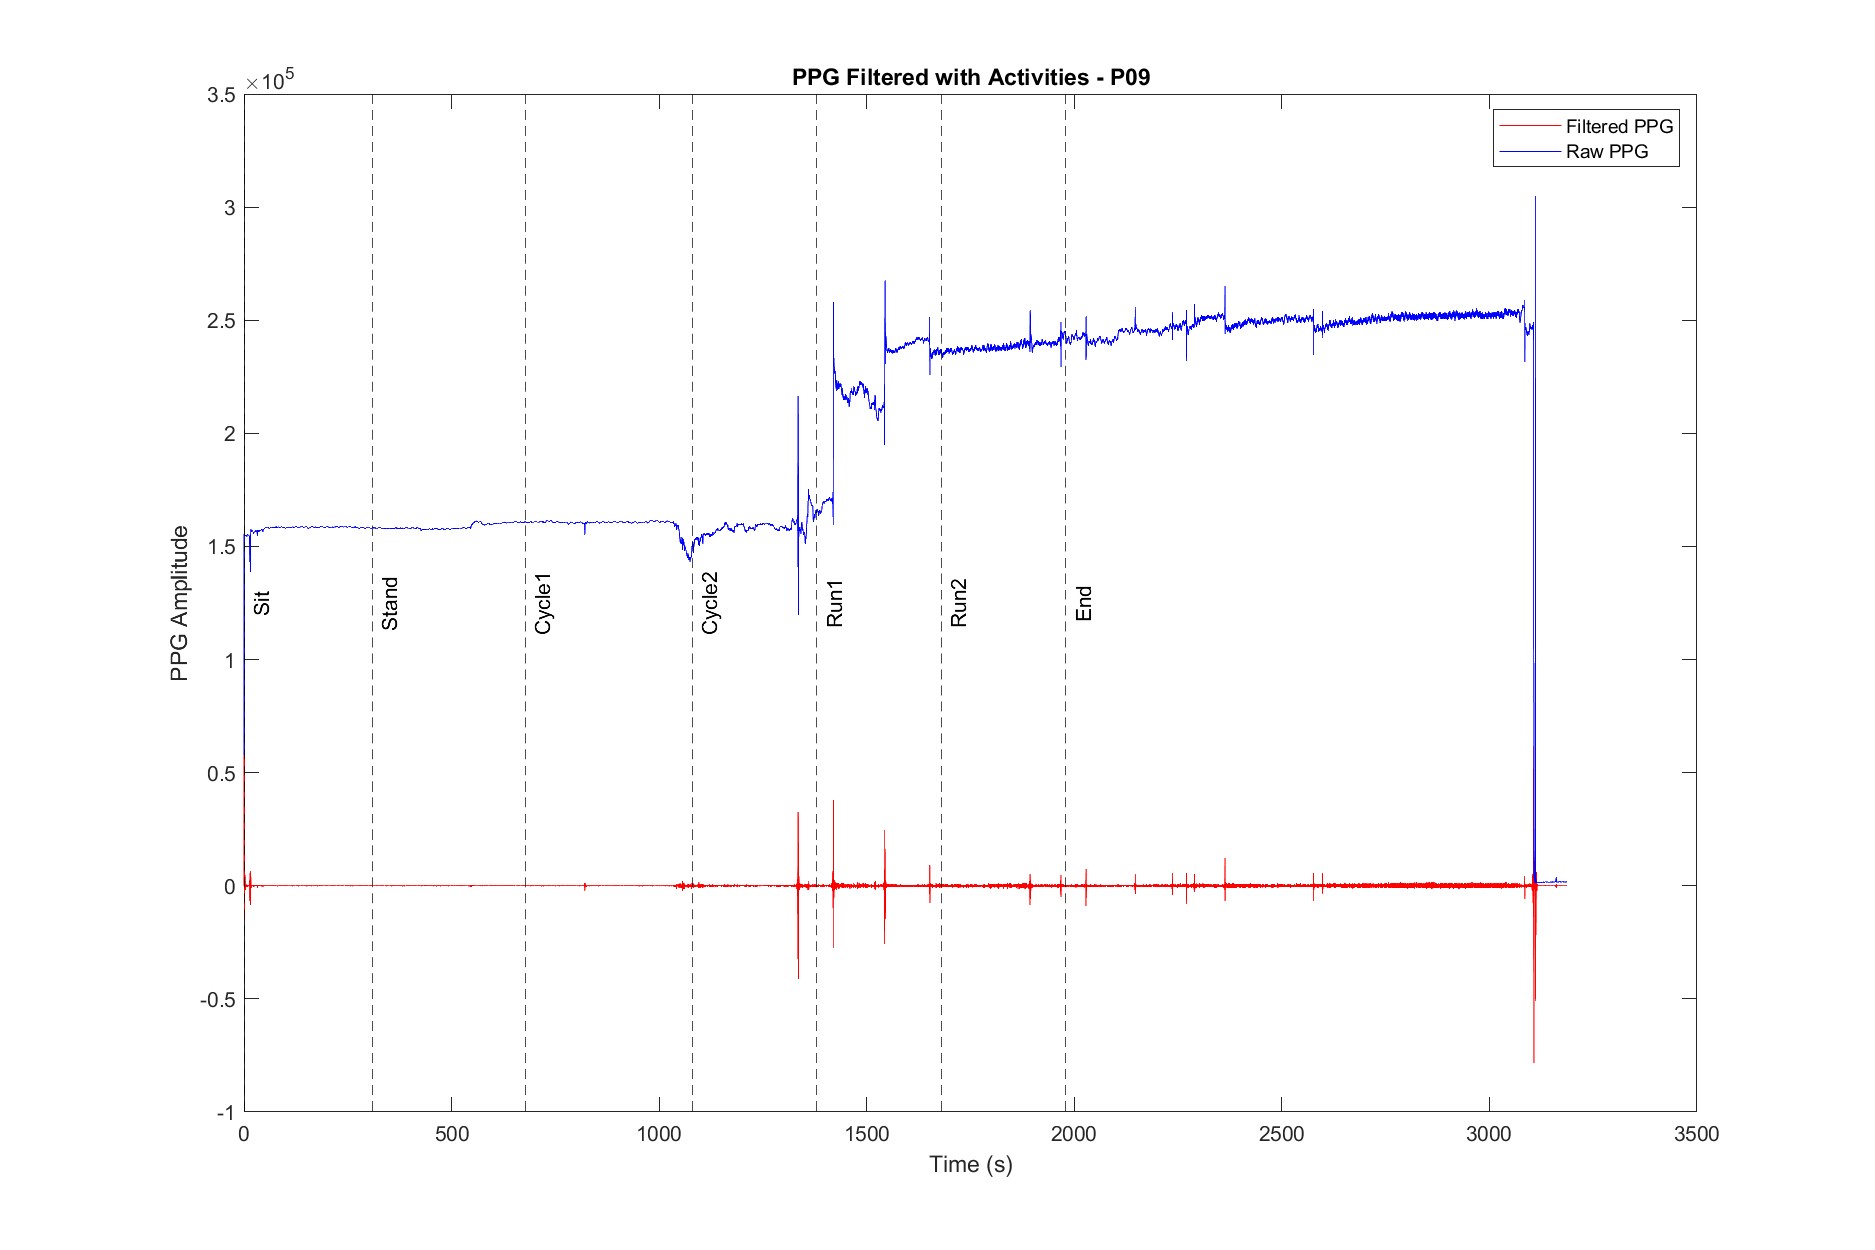 PPG Filtered with Activities - P09
×10^5
3.5
3
2.5
2
1.5
1
0.5
0
-0.5
-1
PPG Amplitude
Filtered PPG
Raw PPG
Sit
Stand
Cycle1
Cycle2
Run1
Run2
End
0 500 1000 1500 2000 2500 3000 3500
Time (s)